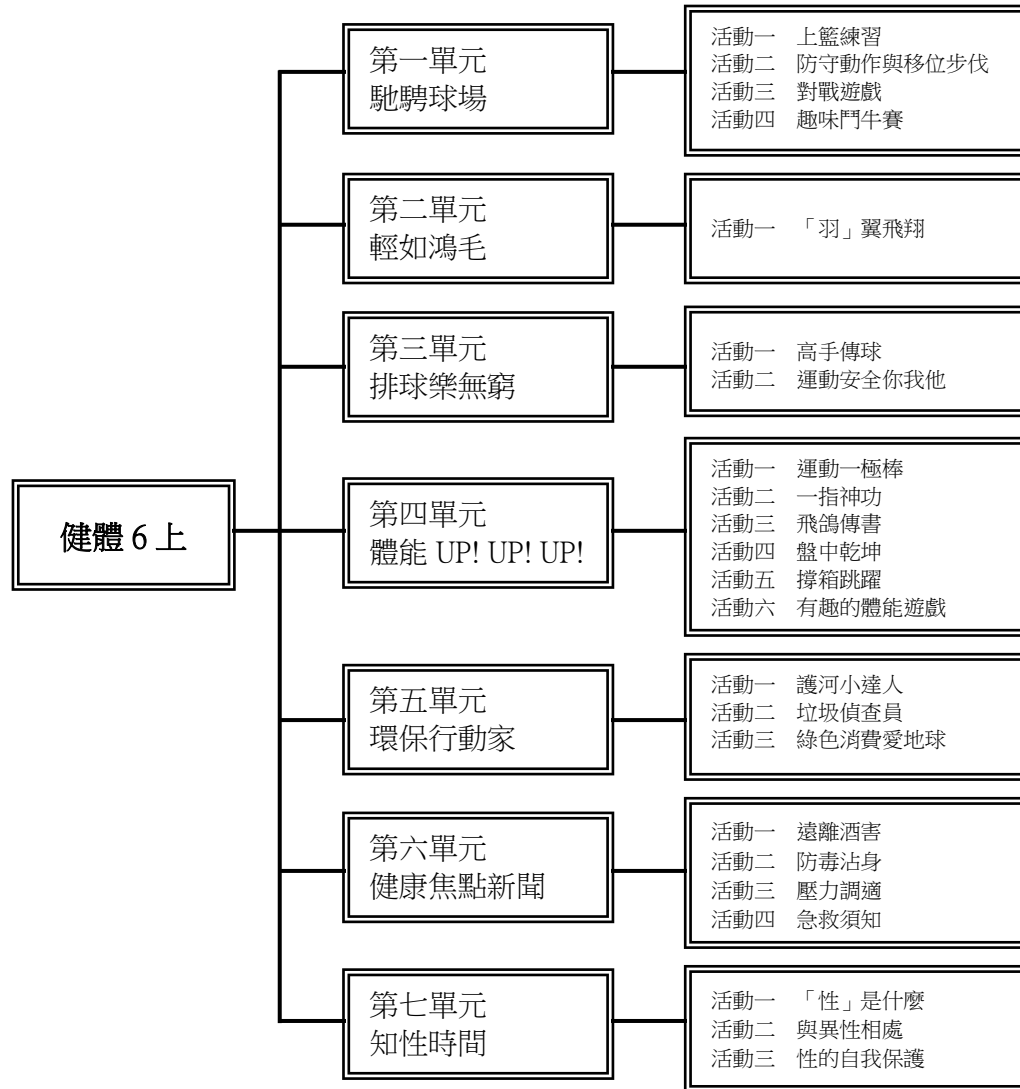 健體 6 上
第一單元
馳騁球場
活動一 上籃練習
活動二 防守動作與移位步伐
活動三 對戰遊戲
活動四 趣味鬥牛賽
第二單元
輕如鴻毛
活動一 「羽」翼飛翔
第三單元
排球樂無窮
活動一 高手傳球
活動二 運動安全你我他
第四單元
體能 UP! UP! UP!
活動一 運動一極棒
活動二 一指神功
活動三 飛鴿傳書
活動四 盤中乾坤
活動五 撐箱跳躍
活動六 有趣的體能遊戲
第五單元
環保行動家
活動一 護河小達人
活動二 垃圾偵查員
活動三 綠色消費愛地球
第六單元
健康焦點新聞
活動一 遠離酒害
活動二 防毒沾身
活動三 壓力調適
活動四 急救須知
第七單元
知性時間
活動一 「性」是什麼
活動二 與異性相處
活動三 性的自我保護